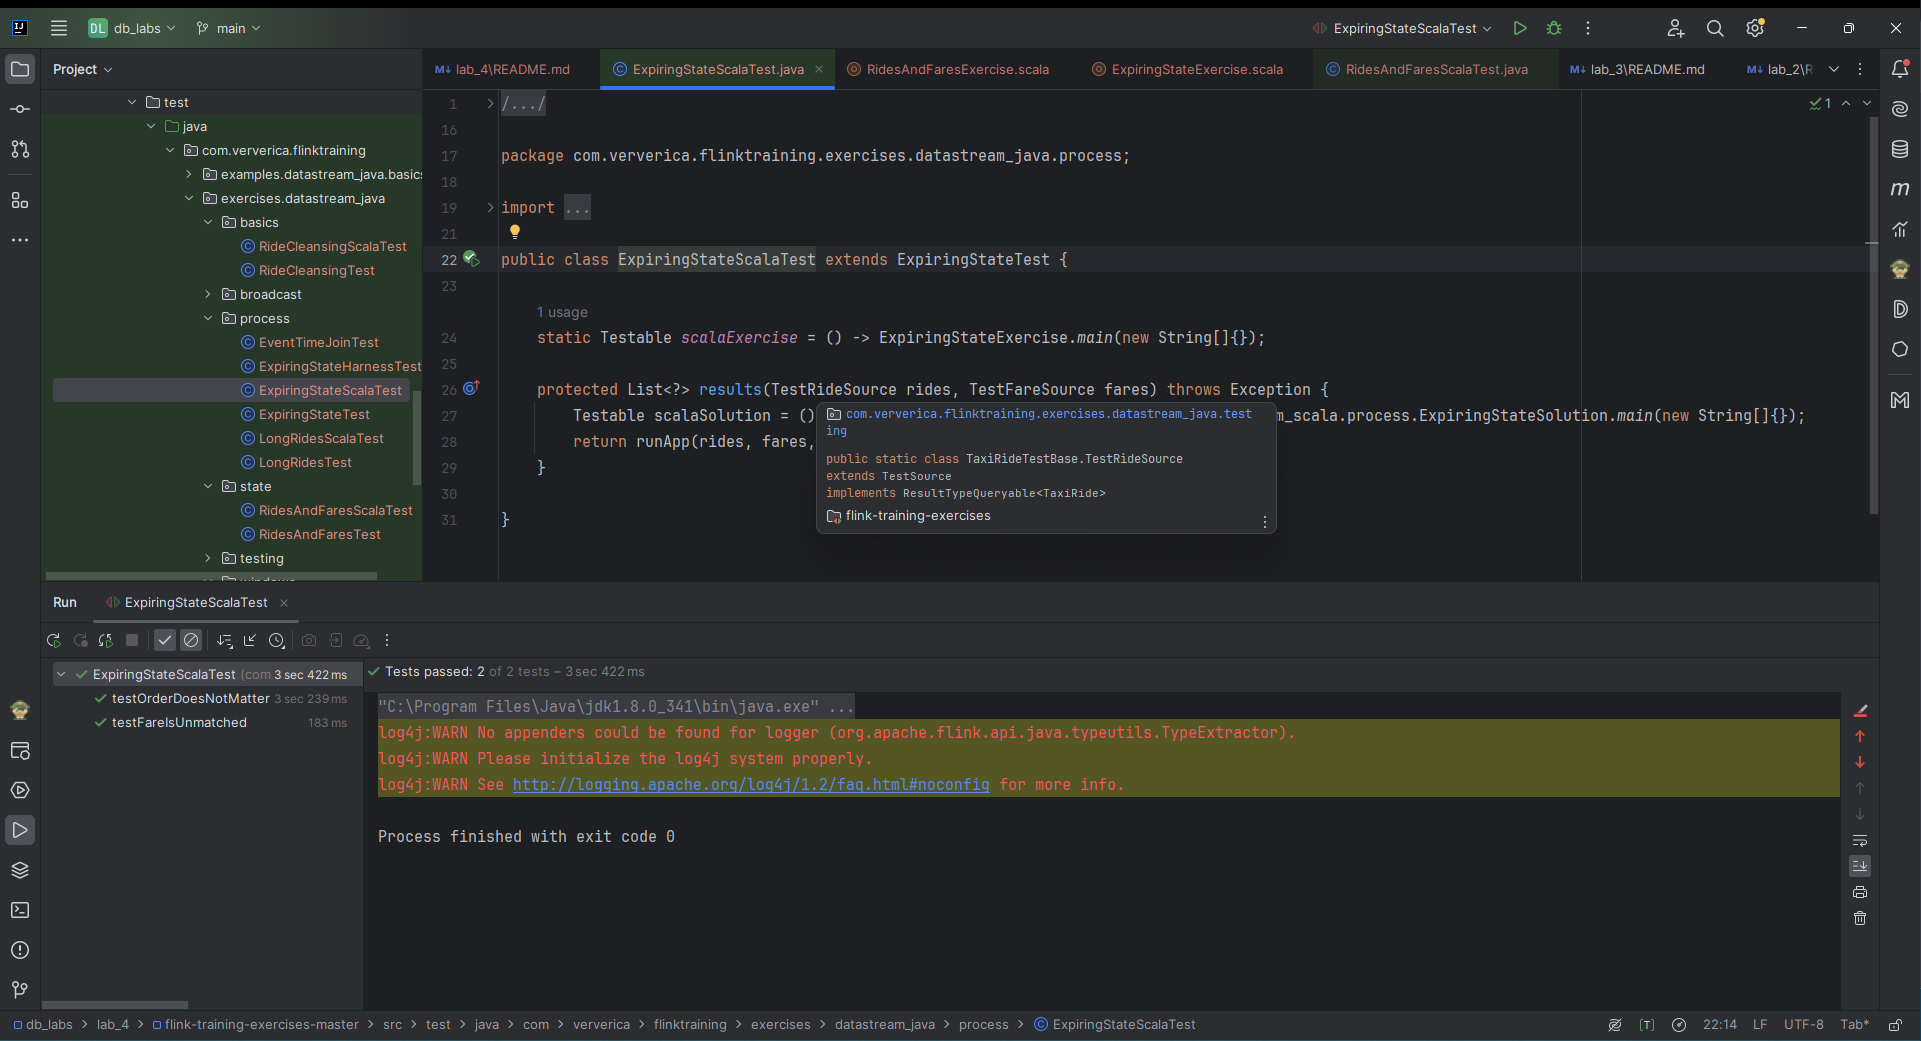 DL db_labs main ExpiringStateScalaTest
Project
lab_4\README.md ExpiringStateScalaTest.java RidesAndFaresExercise.scala ExpiringStateExercise.scala RidesAndFaresScalaTest.java lab_3\README.md lab_2\R
test
java
com.ververica.flinktraining
examples.datastream_java.basics
exercises.datastream_java
basics
RideCleansingScalaTest
RideCleansingTest
broadcast
process
EventTimeJoinTest
ExpiringStateHarnessTest
ExpiringStateScalaTest
ExpiringStateTest
LongRidesScalaTest
LongRidesTest
state
RidesAndFaresScalaTest
RidesAndFaresTest
testing
windows
1 /.../
1
16
17 package com.ververica.flinktraining.exercises.datastream_java.process;
18
19 import ...
21
22 public class ExpiringStateScalaTest extends ExpiringStateTest {
23
1 usage
24 static Testable scalaExercise = () -> ExpiringStateExercise.main(new String[]{});
25
26 protected List<?> results(TestRideSource rides, TestFareSource fares) throws Exception {
27 Testable scalaSolution = () m_scala.process.ExpiringStateSolution.main(new String[]{});
28 return runApp(rides, fares,
29 }
30
31 }
com.ververica.flinktraining.exercises.datastream_java.test
ing
public static class TaxiRideTestBase.TestRideSource
extends TestSource
implements ResultTypeQueryable<TaxiRide>
flink-training-exercises
Run ExpiringStateScalaTest
ExpiringStateScalaTest (com 3 sec 422 ms
testOrderDoesNotMatter 3 sec 239 ms
testFareIsUnmatched 183 ms
Tests passed: 2 of 2 tests – 3 sec 422 ms
"C:\Program Files\Java\jdk1.8.0_341\bin\java.exe" ...
log4j:WARN No appenders could be found for logger (org.apache.flink.api.java.typeutils.TypeExtractor).
log4j:WARN Please initialize the log4j system properly.
log4j:WARN See http://logging.apache.org/log4j/1.2/faq.html#noconfig for more info.
Process finished with exit code 0
db_labs > lab_4 > flink-training-exercises-master > src > test > java > com > ververica > flinktraining > exercises > datastream_java > process > ExpiringStateScalaTest
[T] 22:14 LF UTF-8 Tab*